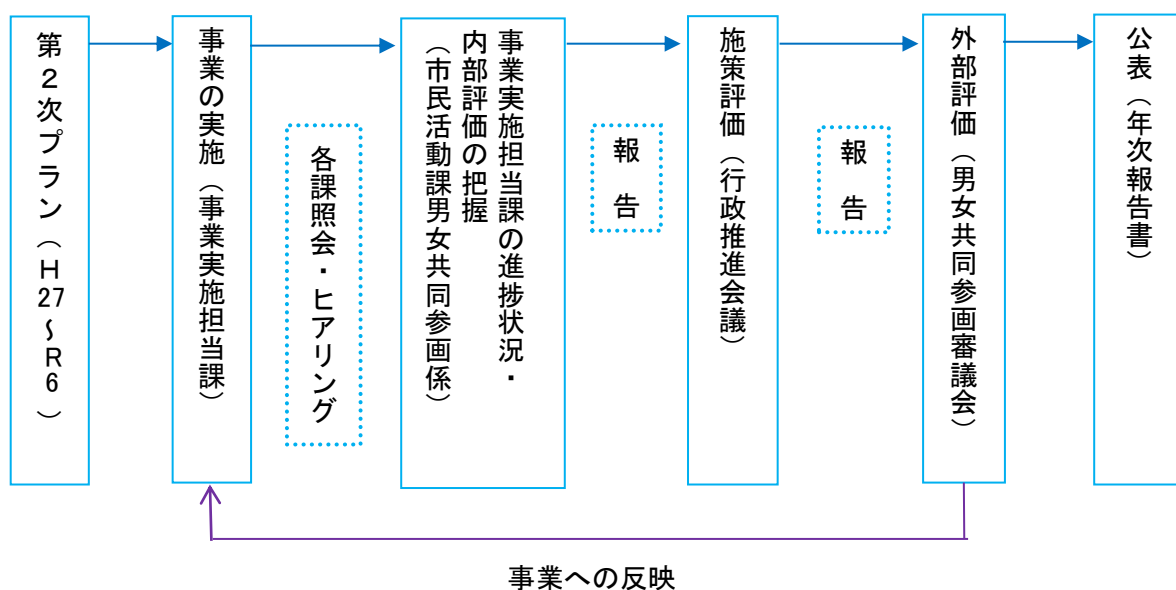 第２次プラン（Ｈ27～Ｒ6）
事業の実施（事業実施担当課）
各課照会・ヒアリング
事業実施担当課の進捗状況・
内部評価の把握
（市民活動課男女共同参画係）
報告
施策評価（行政推進会議）
報告
外部評価（男女共同参画審議会）
公表（年次報告書）
事業への反映